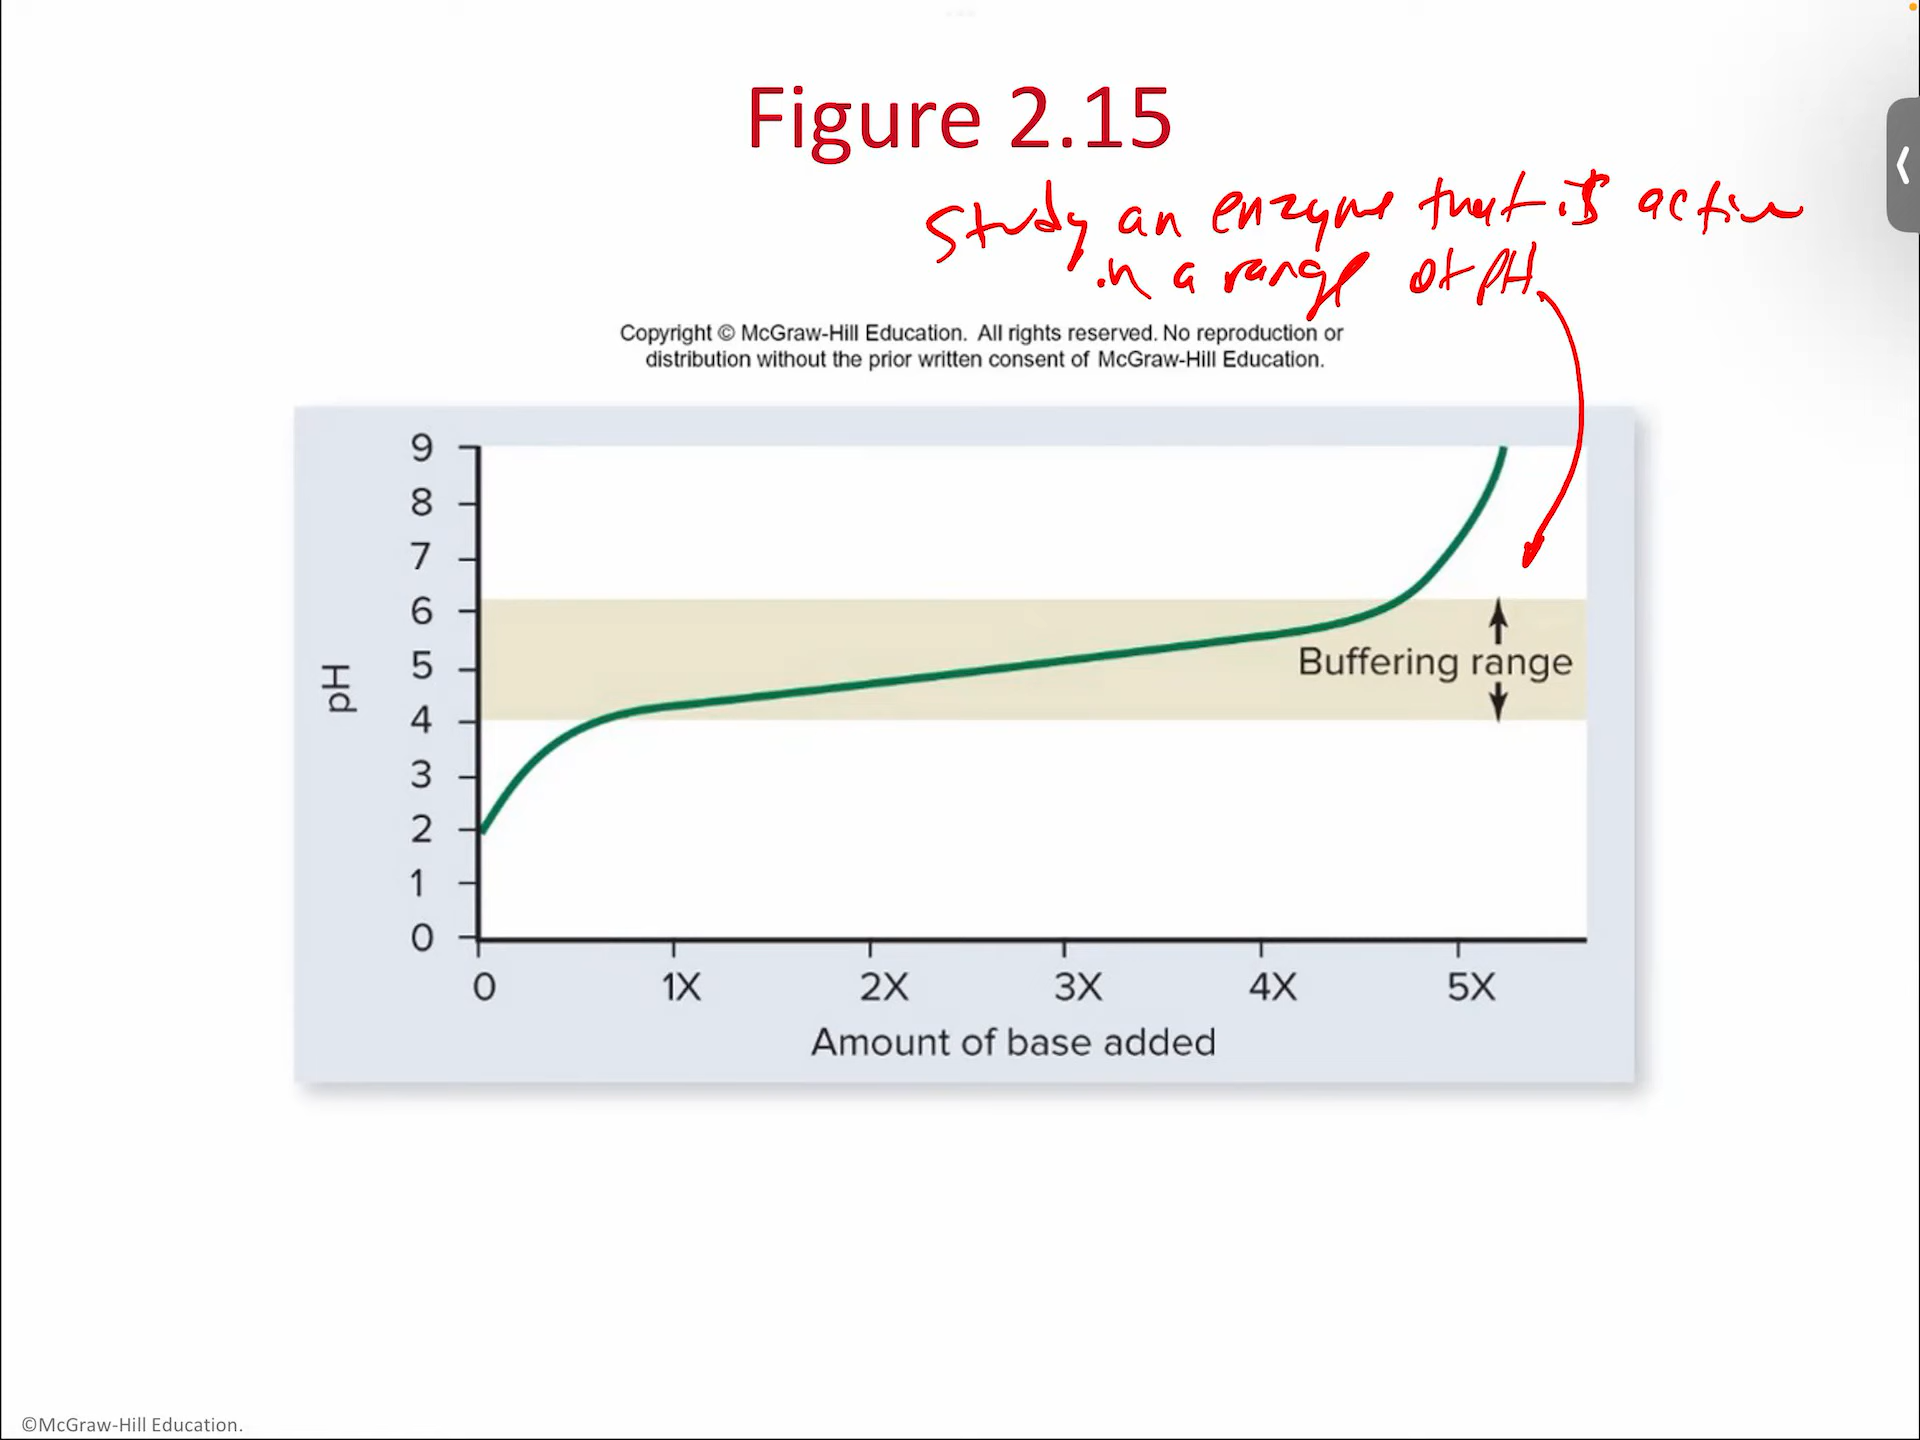 Figure 2.15
Study an enzyme that is active
in a range of pH
Copyright © McGraw-Hill Education. All rights reserved. No reproduction or
distribution without the prior written consent of McGraw-Hill Education.
9
8
7
6
5
4
3
2
1
0
pH
Buffering range
0 1X 2X 3X 4X 5X
Amount of base added
©McGraw-Hill Education.